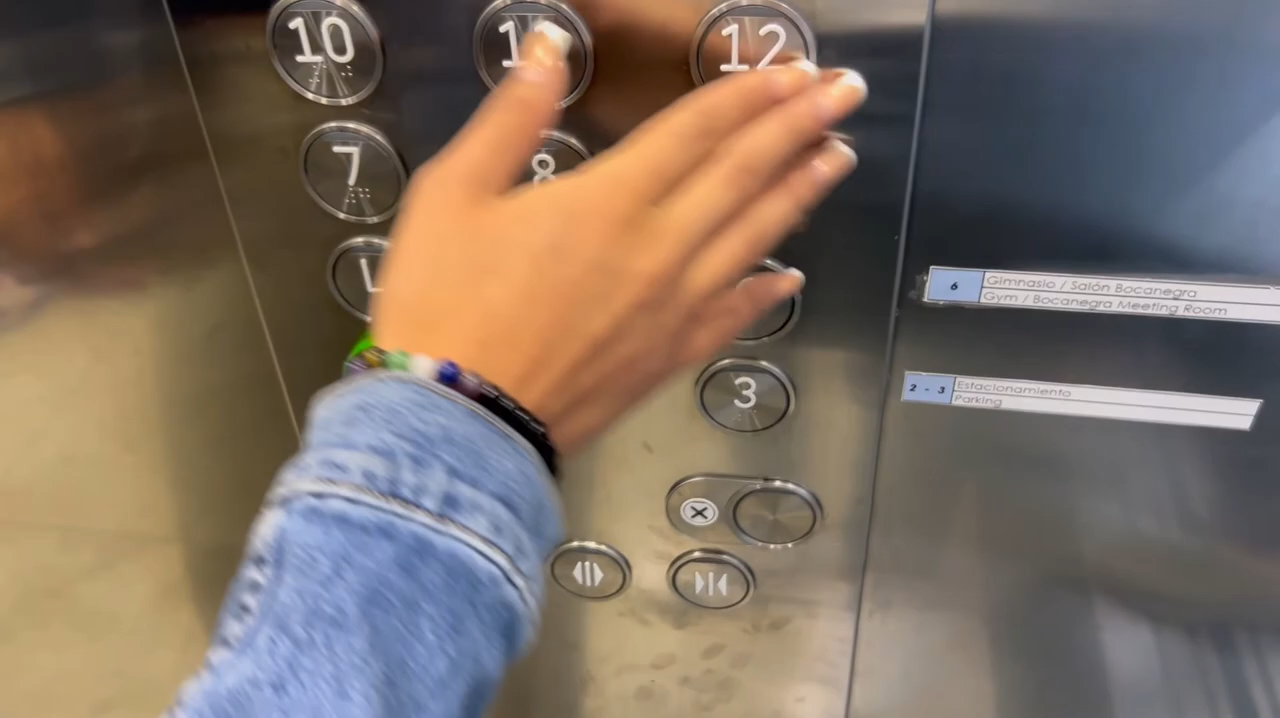 10
12
7
8
L
3
6
Gimnasio / Salón Bocanegra
Gym / Bocanegra Meeting Room
2 - 3
Estacionamiento
Parking